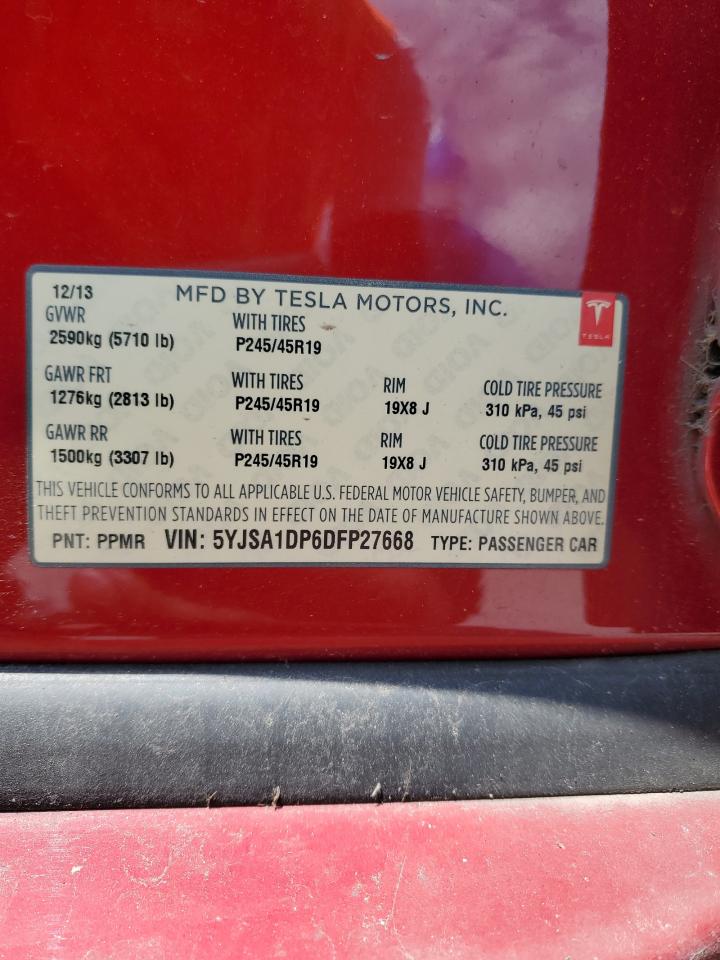 12/13 MFD BY TESLA MOTORS, INC.
TESLA
GVWR WITH TIRES
2590kg (5710 lb) P245/45R19
GAWR FRT WITH TIRES RIM COLD TIRE PRESSURE
1276kg (2813 lb) P245/45R19 19X8 J 310 kPa, 45 psi
GAWR RR WITH TIRES RIM COLD TIRE PRESSURE
1500kg (3307 lb) P245/45R19 19X8 J 310 kPa, 45 psi
THIS VEHICLE CONFORMS TO ALL APPLICABLE U.S. FEDERAL MOTOR VEHICLE SAFETY, BUMPER, AND
THEFT PREVENTION STANDARDS IN EFFECT ON THE DATE OF MANUFACTURE SHOWN ABOVE.
PNT: PPMR VIN: 5YJSA1DP6DFP27668 TYPE: PASSENGER CAR